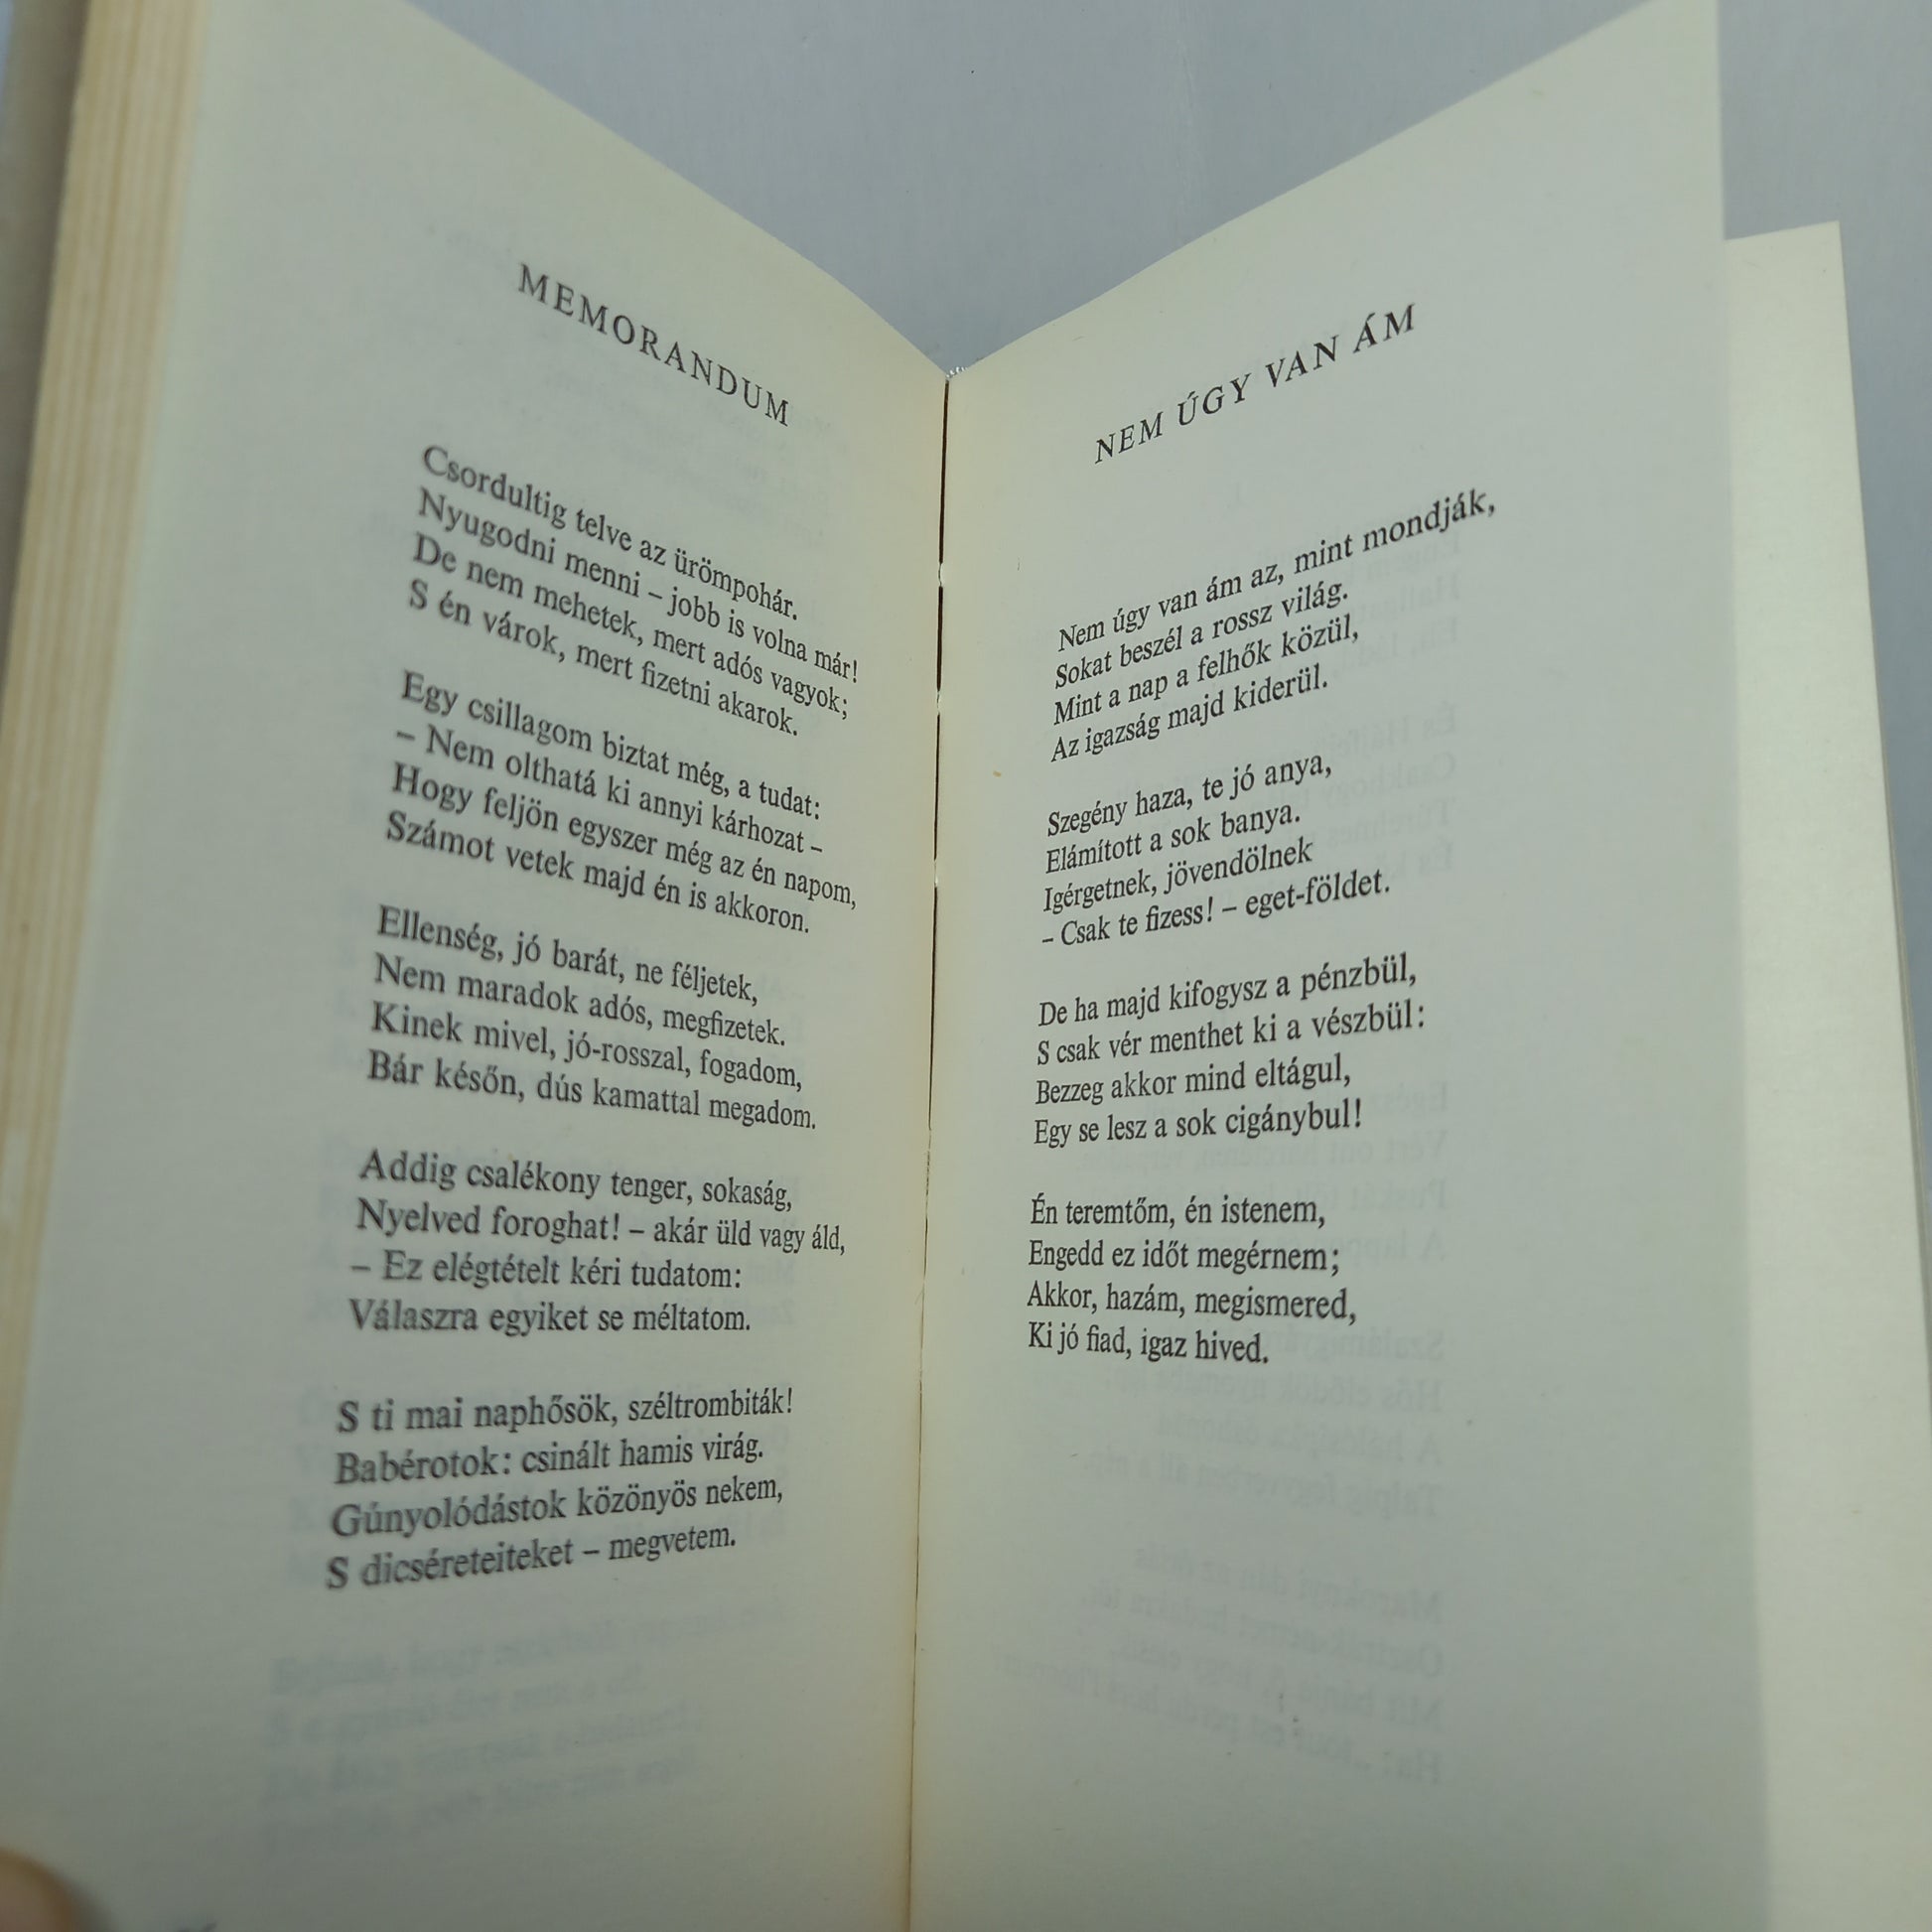 MEMORANDUM
Csordultig telve az ürömpohár.
Nyugodni menni – jobb is volna már!
De nem mehetek, mert adós vagyok;
S én várok, mert fizetni akarok.
Egy csillagom biztat még, a tudat:
– Nem olthatá ki annyi kárhozat –
Hogy feljön egyszer még az én napom,
Számot vetek majd én is akkoron.
Ellenség, jó barát, ne féljetek,
Nem maradok adós, megfizetek.
Kinek mivel, jó-rosszal, fogadom,
Bár későn, dús kamattal megadom.
Addig csalékony tenger, sokaság,
Nyelved foroghat! – akár üld vagy áld,
– Ez elégtételt kéri tudatom:
Válaszra egyiket se méltatom.
S ti mai naphősök, széltrombiták!
Babérotok: csinált hamis virág.
Gúnyolódástok közönyös nekem,
S dicséreteiteket – megvetem.
NEM ÚGY VAN ÁM
Nem úgy van ám az, mint mondják,
Sokat beszél a rossz világ.
Mint a nap a felhők közül,
Az igazság majd kiderül.
Szegény haza, te jó anya,
Elámított a sok banya.
Igérgetnek, jövendölnek
– Csak te fizess! – eget-földet.
De ha majd kifogysz a pénzbül,
S csak vér menthet ki a vészbül:
Bezzeg akkor mind eltágul,
Egy se lesz a sok cigánybul!
Én teremtőm, én istenem,
Engedd ez időt megérnem;
Akkor, hazám, megismered,
Ki jó fiad, igaz hived.